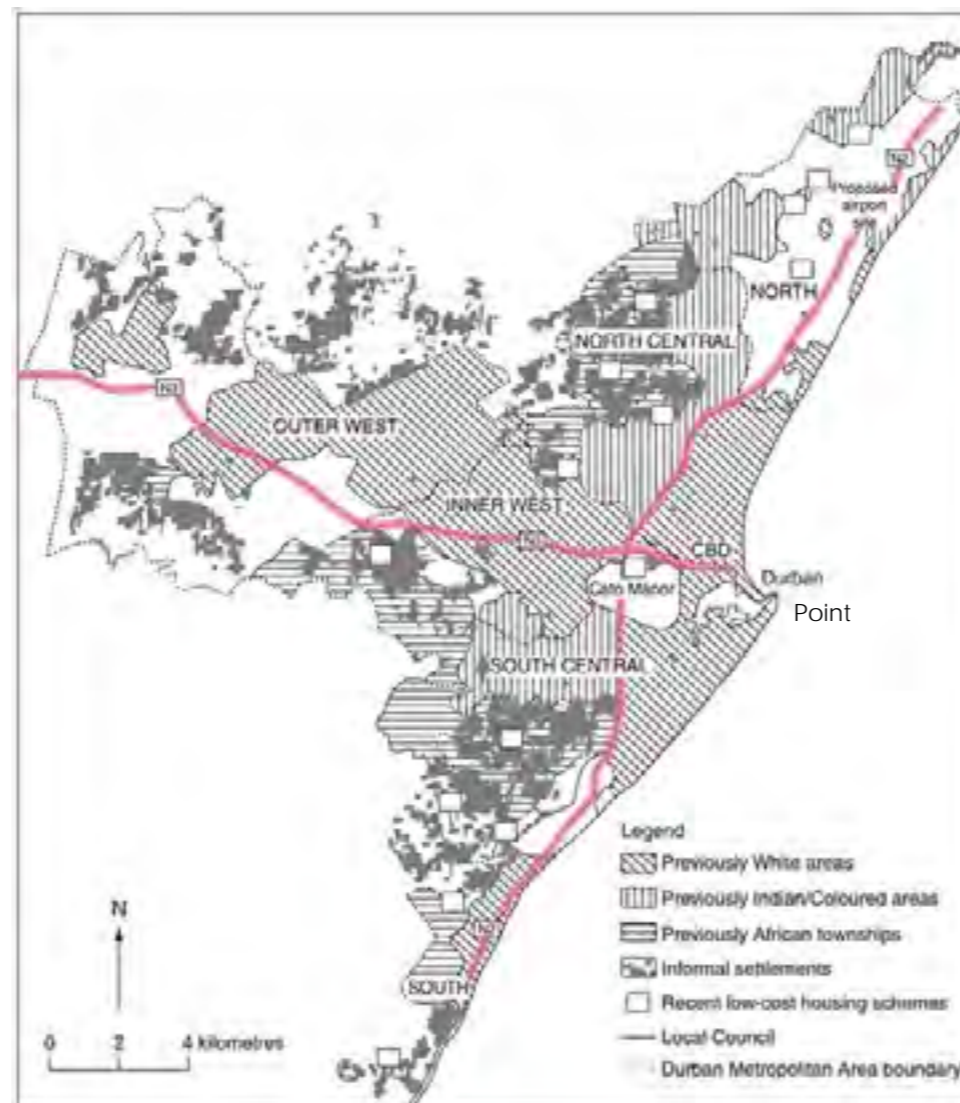 N2
Proposed
airport
site
NORTH
NORTH CENTRAL
N3
OUTER WEST
INNER WEST
N3
CBD
Durban
Cato Manor
Point
SOUTH CENTRAL
Legend
Previously White areas
Previously Indian/Coloured areas
Previously African townships
Informal settlements
Recent low-cost housing schemes
Local Council
Durban Metropolitan Area boundary
N
N2
SOUTH
0 2 4 kilometres